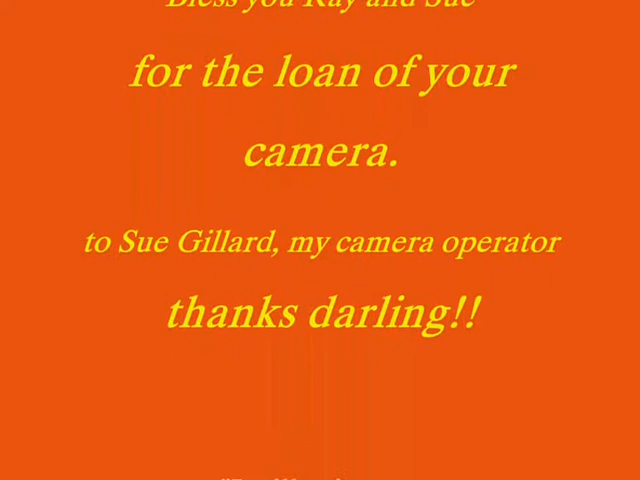 Bless you Ray and Sue
for the loan of your
camera.
to Sue Gillard, my camera operator
thanks darling!!